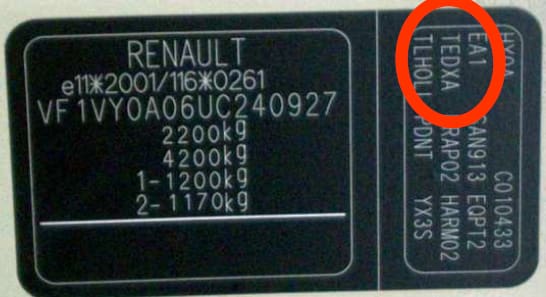 RENAULT
e11*2001/116*0261
VF1VY0A06UC240927
2200kg
4200kg
1-1200kg
2-1170kg
C010433
EA1 EQPT2
TEDXA RAP02 HARM02
YX3S